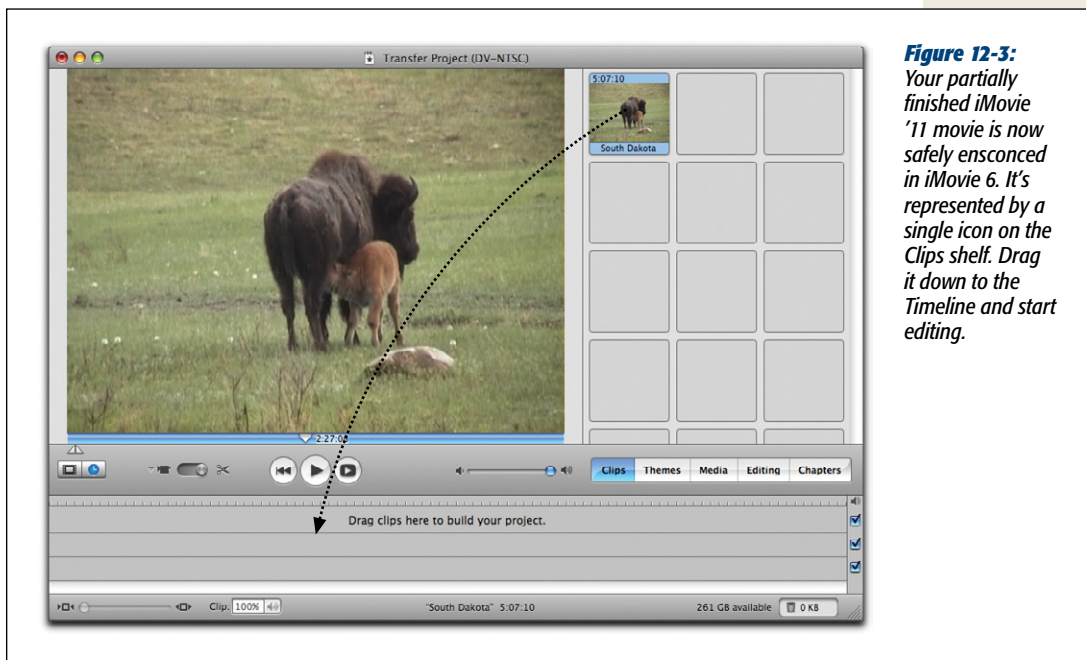 Transfer Project (DV-NTSC)
5:07:10
South Dakota
Clips Themes Media Editing Chapters
Drag clips here to build your project.
Clip: 100% "South Dakota" 5:07:10 261 GB available 0 KB
Figure 12-3:
Your partially
finished iMovie
'11 movie is now
safely ensconced
in iMovie 6. It's
represented by a
single icon on the
Clips shelf. Drag
it down to the
Timeline and start
editing.